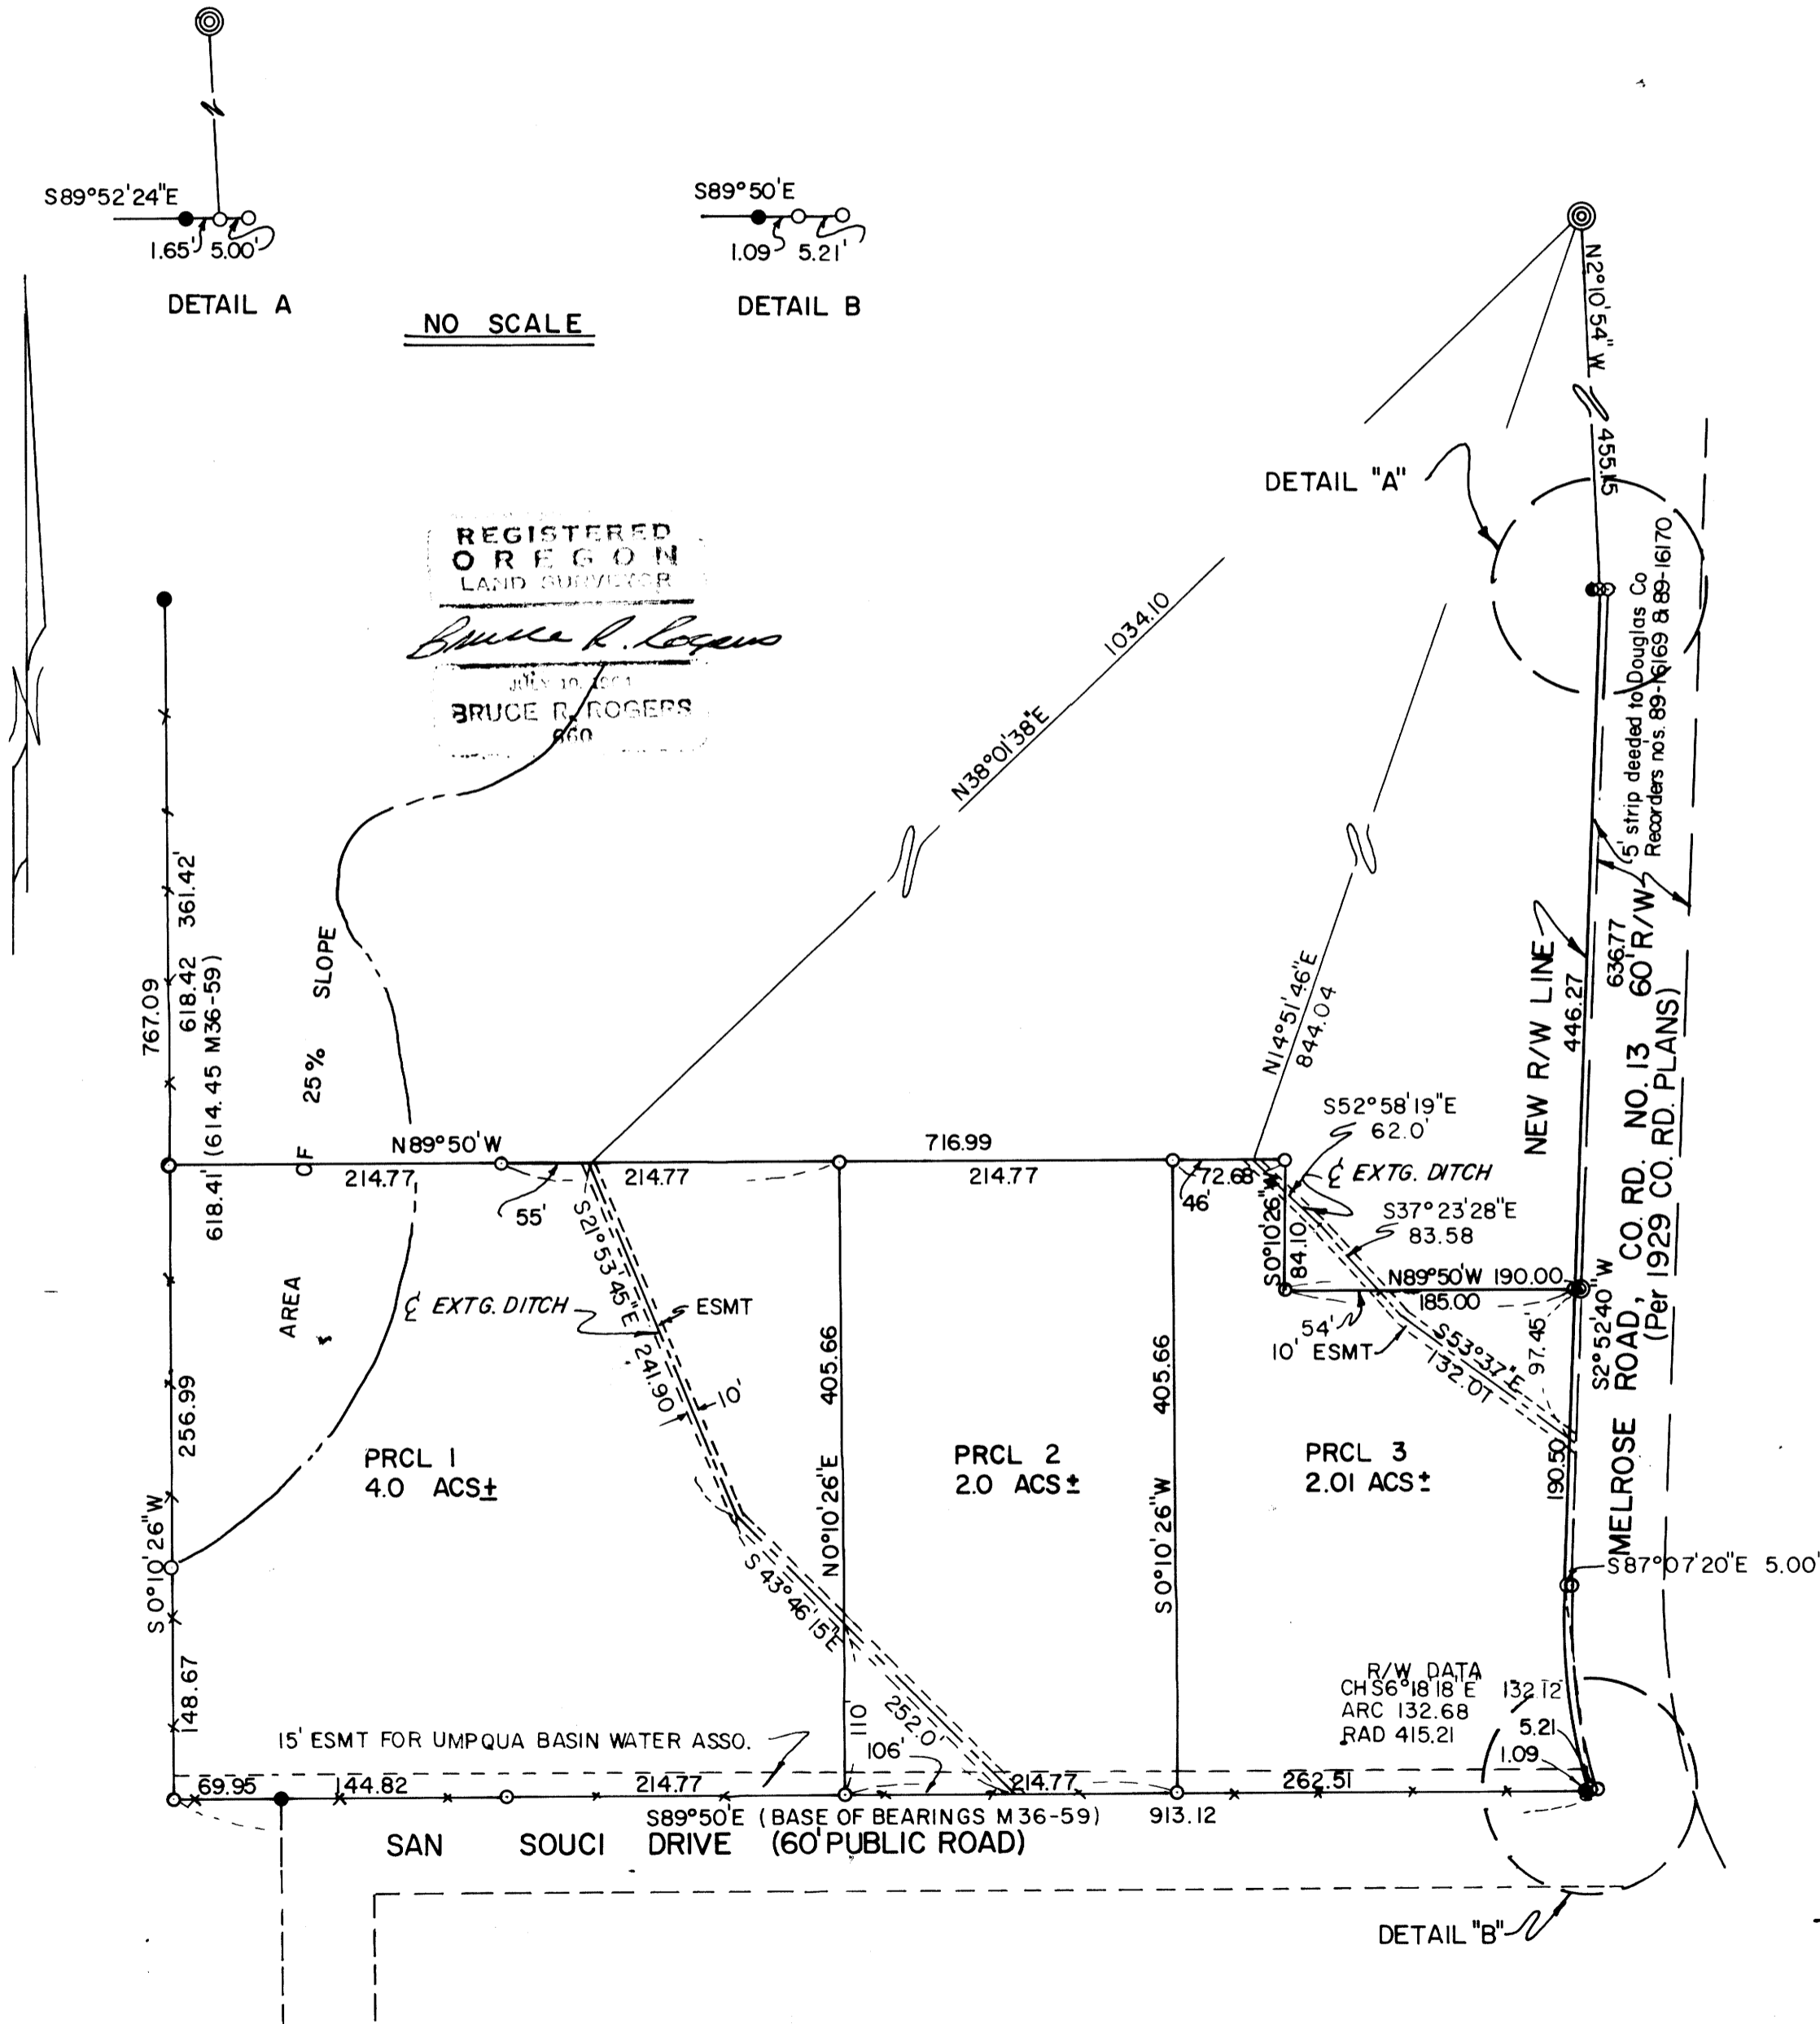 S89°52'24"E
1.65' 5.00'
DETAIL A
NO SCALE
S89°50'E
1.09 5.21'
DETAIL B
N2°10'54" W
455.15
DETAIL "A"
REGISTERED
OREGON
LAND SURVEYOR
Bruce R. Rogers
JULY 10, 1964
BRUCE R. ROGERS
660
1034.10
N38°01'38"E
5' strip deeded to Douglas Co
Recorders no's. 89-16169 & 89-16170
767.09
618.42 361.42'
618.41' (614.45 M36-59)
AREA OF 25% SLOPE
N14°51'46"E
844.04
NEW R/W LINE
446.27
636.77
MELROSE ROAD, CO. RD. NO. 13 60' R/W
(Per 1929 CO. RD. PLANS)
S52°58'19"E
62.0'
N89°50'W
716.99
214.77
55'
214.77
214.77
46'
72.68
₵ EXTG. DITCH
S37°23'28"E
83.58
S0°10'26"W
84.10
N89°50'W 190.00
185.00
54'
10' ESMT
S53°37'E
132.01
97.45'
S2°52'40"W
S21°53'45"E 241.90
₵ EXTG. DITCH
ESMT
10'
405.66
N0°10'26"E
405.66
S0°10'26"W
256.99
PRCL 1
4.0 ACS±
PRCL 2
2.0 ACS±
PRCL 3
2.01 ACS±
190.50
S0°10'26"W
148.67
S87°07'20"E 5.00'
S43°46'15"E
252.0'
110
106'
R/W DATA
CH S6°18'18"E 132.12
ARC 132.68
RAD 415.21
5.21
1.09
15' ESMT FOR UMPQUA BASIN WATER ASSO.
69.95
144.82
214.77
214.77
262.51
S89°50'E (BASE OF BEARINGS M36-59) 913.12
SAN SOUCI DRIVE (60' PUBLIC ROAD)
DETAIL "B"